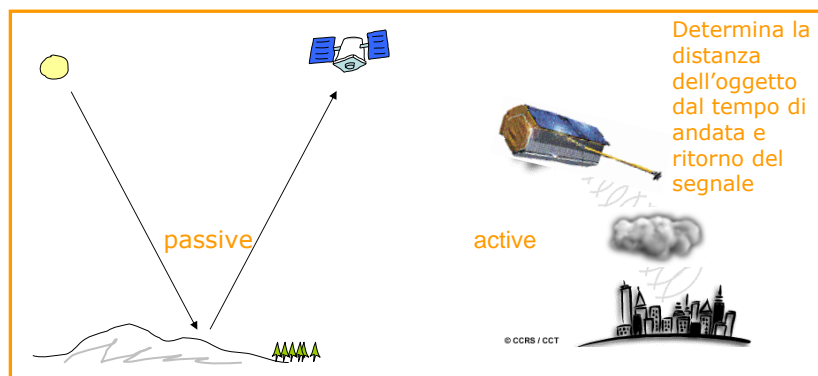 Determina la
distanza
dell'oggetto
dal tempo di
andata e
ritorno del
segnale
passive
active
© CCRS / CCT